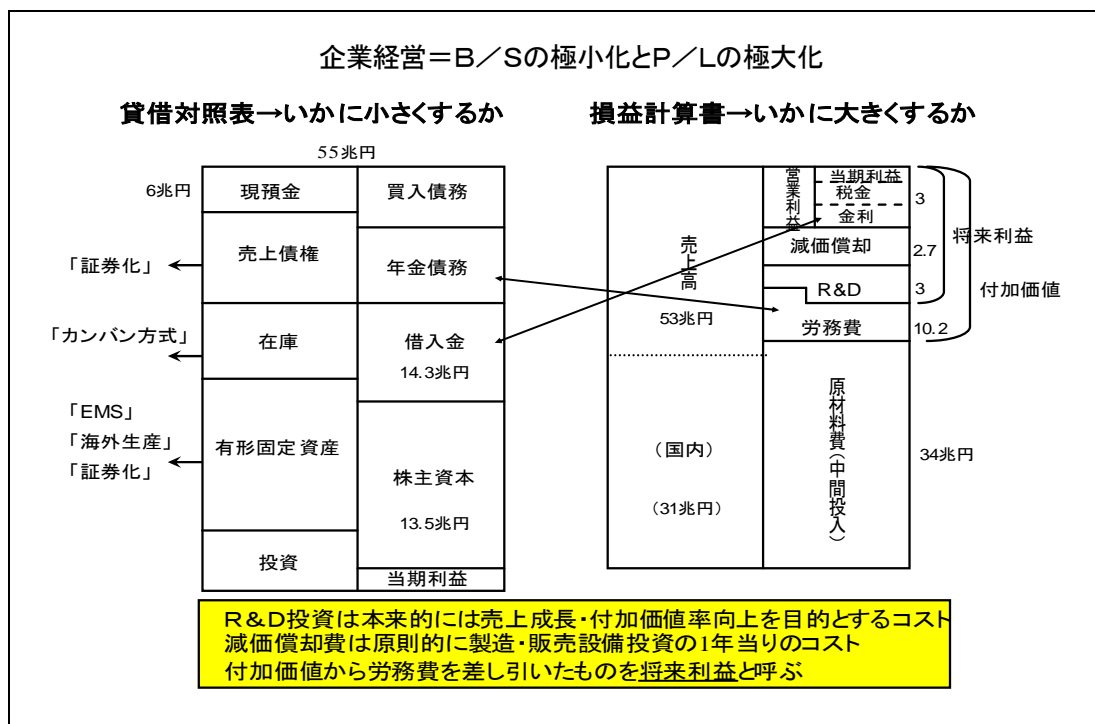 企業経営=B/Sの極小化とP/Lの極大化
貸借対照表→いかに小さくするか
損益計算書→いかに大きくするか
55兆円
6兆円
現預金
買入債務
売上債権
「証券化」
年金債務
「カンバン方式」
在庫
借入金
14.3兆円
「EMS」
「海外生産」
「証券化」
有形固定資産
株主資本
13.5兆円
投資
当期利益
売上高
53兆円
(国内)
(31兆円)
営業利益
当期利益
税金
金利
3
減価償却
2.7
R&D
3
労務費
10.2
将来利益
付加価値
原材料費(中間投入)
34兆円
R&D投資は本来的には売上成長・付加価値率向上を目的とするコスト
減価償却費は原則的に製造・販売設備投資の1年当りのコスト
付加価値から労務費を差し引いたものを将来利益と呼ぶ